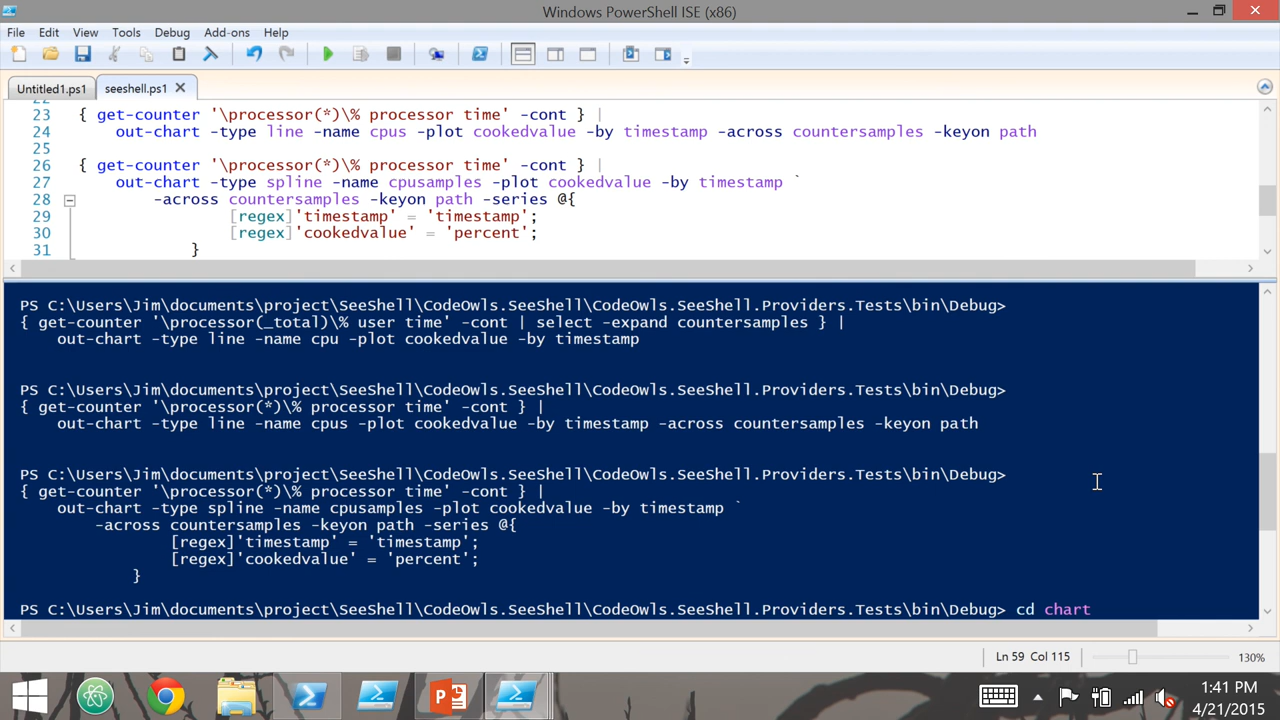 Windows PowerShell ISE (x86)
File Edit View Tools Debug Add-ons Help
Untitled1.ps1 seeshell.ps1
22
23 { get-counter '\processor(*)\% processor time' -cont } |
24 out-chart -type line -name cpus -plot cookedvalue -by timestamp -across countersamples -keyon path
25
26 { get-counter '\processor(*)\% processor time' -cont } |
27 out-chart -type spline -name cpusamples -plot cookedvalue -by timestamp `
28 -across countersamples -keyon path -series @{
29 [regex]'timestamp' = 'timestamp';
30 [regex]'cookedvalue' = 'percent';
31 }
PS C:\Users\Jim\documents\project\SeeShell\CodeOwls.SeeShell\CodeOwls.SeeShell.Providers.Tests\bin\Debug>
{ get-counter '\processor(_total)\% user time' -cont | select -expand countersamples } |
out-chart -type line -name cpu -plot cookedvalue -by timestamp
PS C:\Users\Jim\documents\project\SeeShell\CodeOwls.SeeShell\CodeOwls.SeeShell.Providers.Tests\bin\Debug>
{ get-counter '\processor(*)\% processor time' -cont } |
out-chart -type line -name cpus -plot cookedvalue -by timestamp -across countersamples -keyon path
PS C:\Users\Jim\documents\project\SeeShell\CodeOwls.SeeShell\CodeOwls.SeeShell.Providers.Tests\bin\Debug>
{ get-counter '\processor(*)\% processor time' -cont } |
out-chart -type spline -name cpusamples -plot cookedvalue -by timestamp `
-across countersamples -keyon path -series @{
[regex]'timestamp' = 'timestamp';
[regex]'cookedvalue' = 'percent';
}
PS C:\Users\Jim\documents\project\SeeShell\CodeOwls.SeeShell\CodeOwls.SeeShell.Providers.Tests\bin\Debug> cd chart
Ln 59 Col 115 130%
1:41 PM
4/21/2015